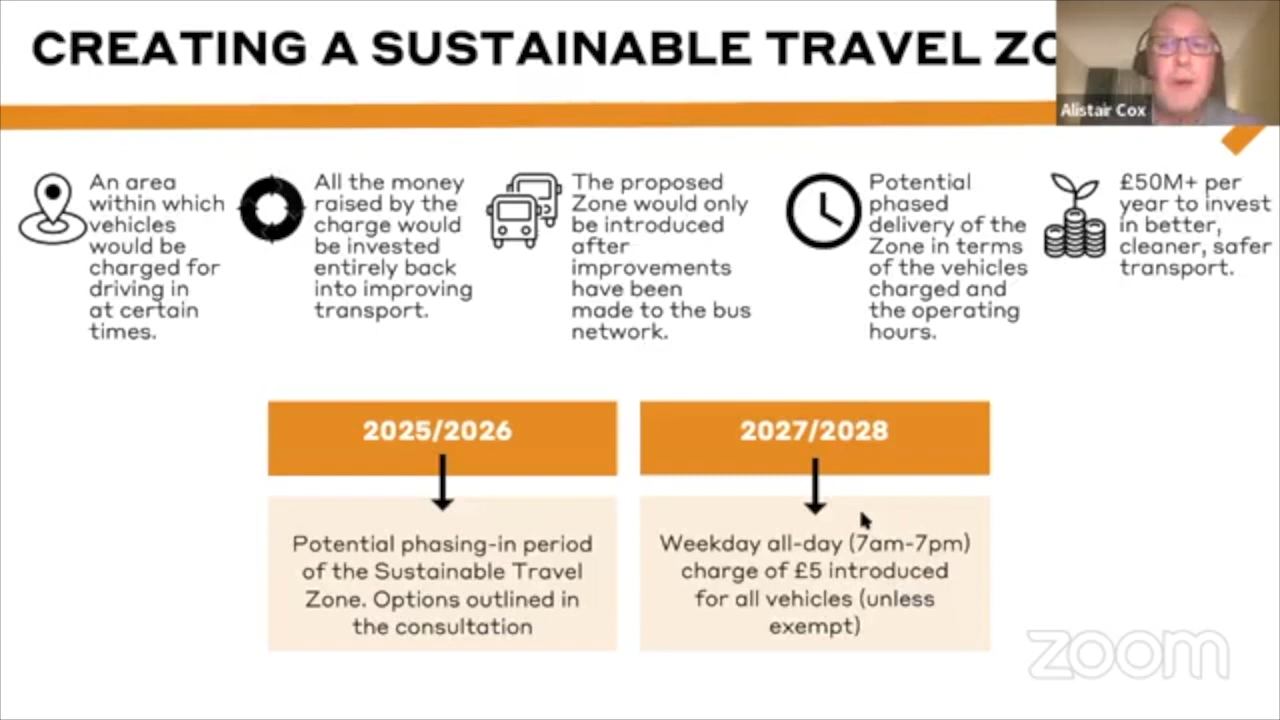 CREATING A SUSTAINABLE TRAVEL
Alistair Cox
An area
within which
vehicles
would be
charged for
driving in
at certain
times.
All the money
raised by the
charge would
be invested
entirely back
into improving
transport.
The proposed
Zone would only
be introduced
after
improvements
have been
made to the bus
network.
Potential
phased
delivery of the
Zone in terms
of the vehicles
charged and
the operating
hours.
£50M+ per
year to invest
in better,
cleaner, safer
transport.
2025/2026
Potential phasing-in period
of the Sustainable Travel
Zone. Options outlined in
the consultation
2027/2028
Weekday all-day (7am-7pm)
charge of £5 introduced
for all vehicles (unless
exempt)
zoom